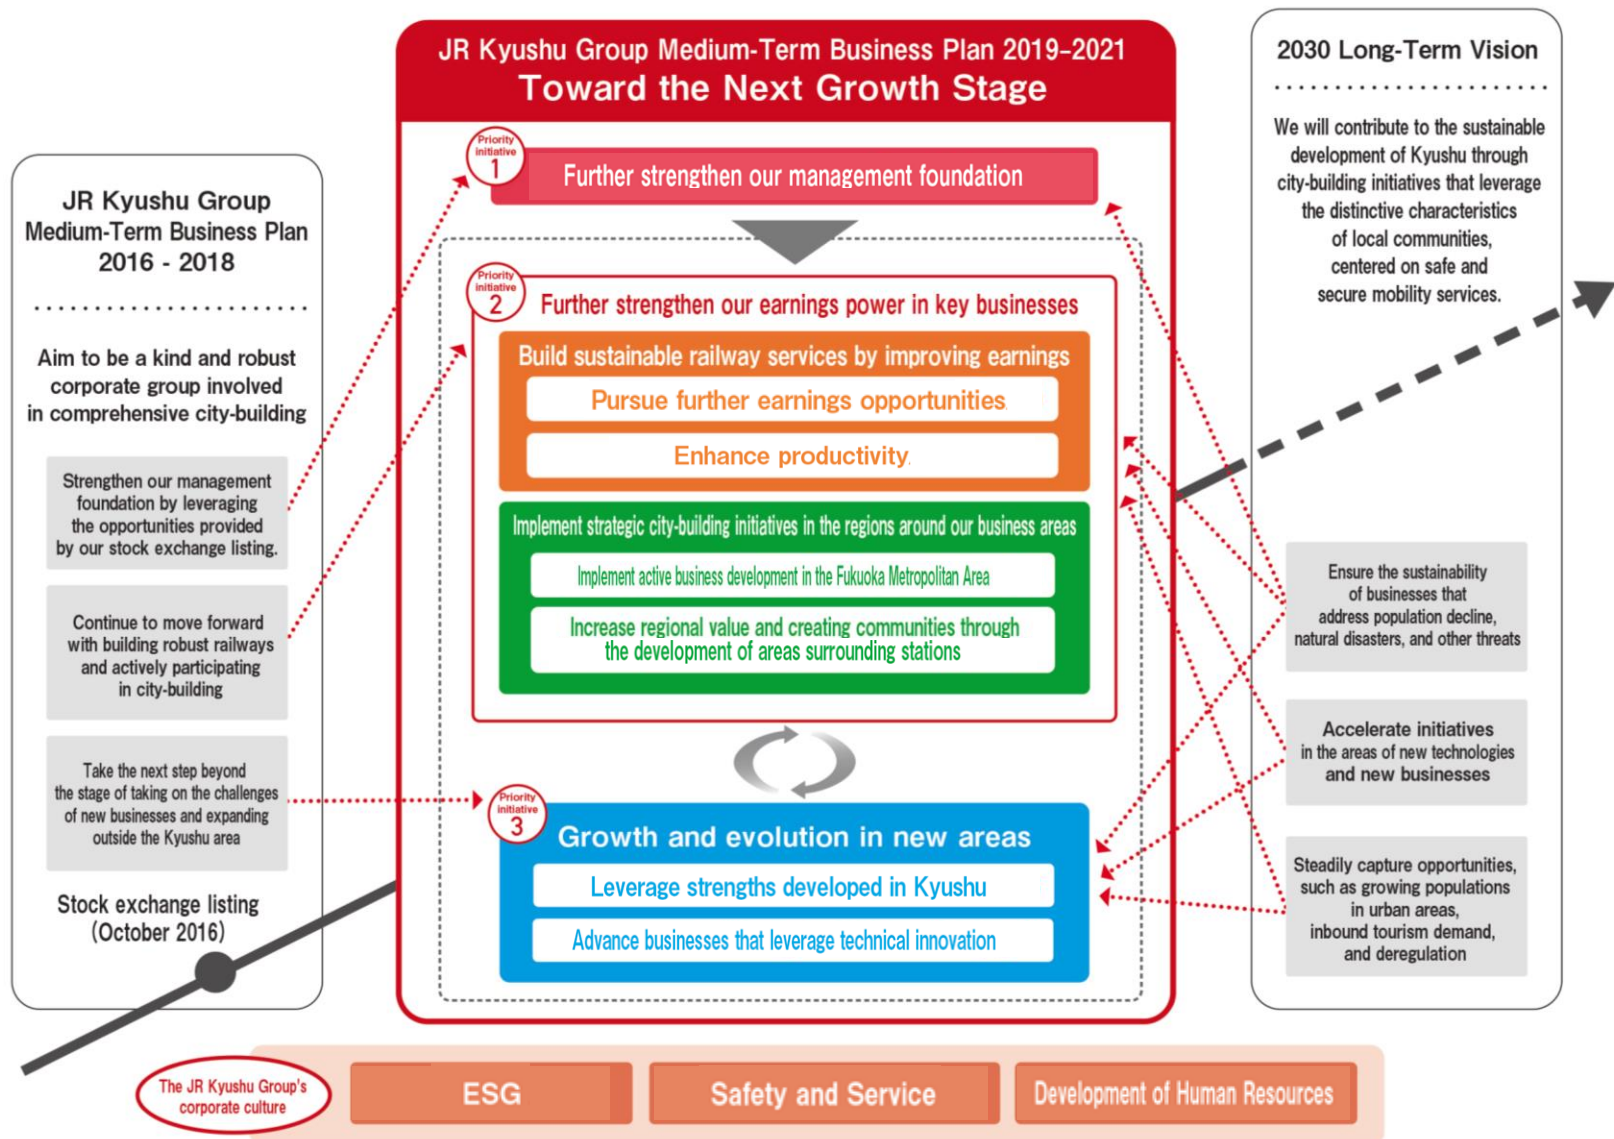 JR Kyushu Group
Medium-Term Business Plan
2016 - 2018
Aim to be a kind and robust
corporate group involved
in comprehensive city-building
Strengthen our management
foundation by leveraging
the opportunities provided
by our stock exchange listing.
Continue to move forward
with building robust railways
and actively participating
in city-building
Take the next step beyond
the stage of taking on the challenges
of new businesses and expanding
outside the Kyushu area
Stock exchange listing
(October 2016)
JR Kyushu Group Medium-Term Business Plan 2019–2021
Toward the Next Growth Stage
Priority
initiative
1
Further strengthen our management foundation
Priority
initiative
2
Further strengthen our earnings power in key businesses
Build sustainable railway services by improving earnings
Pursue further earnings opportunities
Enhance productivity.
Implement strategic city-building initiatives in the regions around our business areas
Implement active business development in the Fukuoka Metropolitan Area
Increase regional value and creating communities through
the development of areas surrounding stations
Priority
initiative
3
Growth and evolution in new areas
Leverage strengths developed in Kyushu
Advance businesses that leverage technical innovation
2030 Long-Term Vision
We will contribute to the sustainable
development of Kyushu through
city-building initiatives that leverage
the distinctive characteristics
of local communities,
centered on safe and
secure mobility services.
Ensure the sustainability
of businesses that
address population decline,
natural disasters, and other threats
Accelerate initiatives
in the areas of new technologies
and new businesses
Steadily capture opportunities,
such as growing populations
in urban areas,
inbound tourism demand,
and deregulation
The JR Kyushu Group's
corporate culture
ESG
Safety and Service
Development of Human Resources